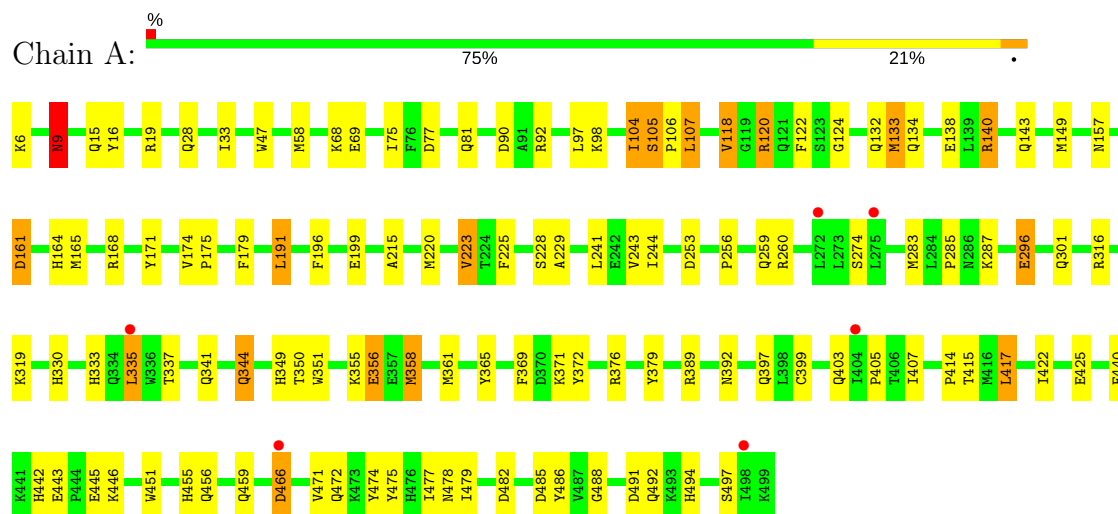 %
Chain A:
75% 21% •
K6 N9 Q15 Y16 R19 Q28 I33 W47 M58 K68 E69 I75 F76 D77 Q81 D90 A91 R92 L97 K98 I104 S105 P106 L107 V118 G119 R120 Q121 F122 S123 G124 Q132 M133 Q134 E138 L139 R140 Q143 M149 N157
D161 H164 M165 R168 Y171 V174 P175 F179 L191 F196 E199 A215 M220 V223 T224 F225 S228 A229 L241 E242 V243 I244 D253 P256 Q259 R260 L272 L273 S274 L275 M283 L284 P285 N286 K287 E296 Q301 R316
K319 H330 H333 Q334 L335 W336 T337 Q341 Q344 H349 T350 W351 K355 E356 E357 M358 M361 Y365 F369 D370 K371 Y372 R376 Y379 R389 N392 Q397 L398 C399 Q403 I404 P405 T406 I407 P414 T415 M416 L417 I422 E425
K441 H442 E443 P444 E445 K446 W451 H455 Q456 Q459 D466 V471 Q472 K473 Y474 Y475 H476 I477 N478 I479 D482 D485 Y486 V487 G488 D491 Q492 K493 H494 S497 I498 K499